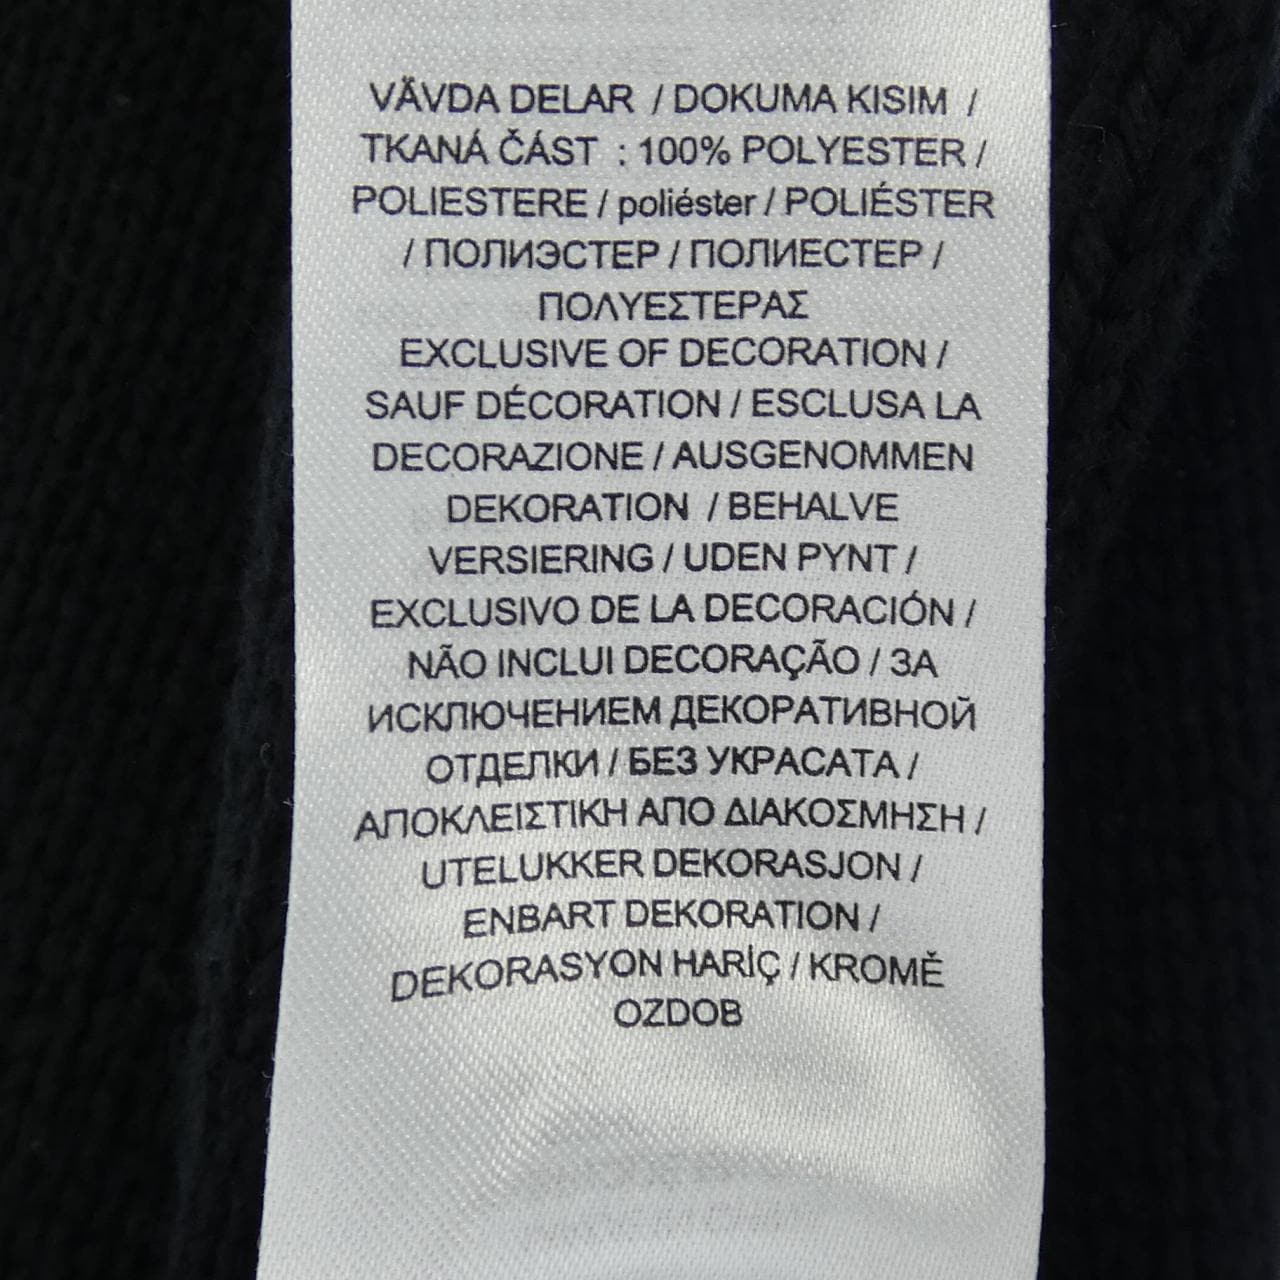 VÄVDA DELAR / DOKUMA KISIM /
TKANÁ ČÁST : 100% POLYESTER /
POLIESTERE / poliéster / POLIÉSTER
/ ПОЛИЭСТЕР / ПОЛИЕСТЕР /
ΠΟΛΥΕΣΤΕΡΑΣ
EXCLUSIVE OF DECORATION /
SAUF DÉCORATION / ESCLUSA LA
DECORAZIONE / AUSGENOMMEN
DEKORATION / BEHALVE
VERSIERING / UDEN PYNT /
EXCLUSIVO DE LA DECORACIÓN /
NÃO INCLUI DECORAÇÃO / ЗА
ИСКЛЮЧЕНИЕМ ДЕКОРАТИВНОЙ
ОТДЕЛКИ / БЕЗ УКРАСАТА /
ΑΠΟΚΛΕΙΣΤΙΚΗ ΑΠΟ ΔΙΑΚΟΣΜΗΣΗ /
UTELUKKER DEKORASJON /
ENBART DEKORATION /
DEKORASYON HARİÇ / KROMĚ
OZDOB